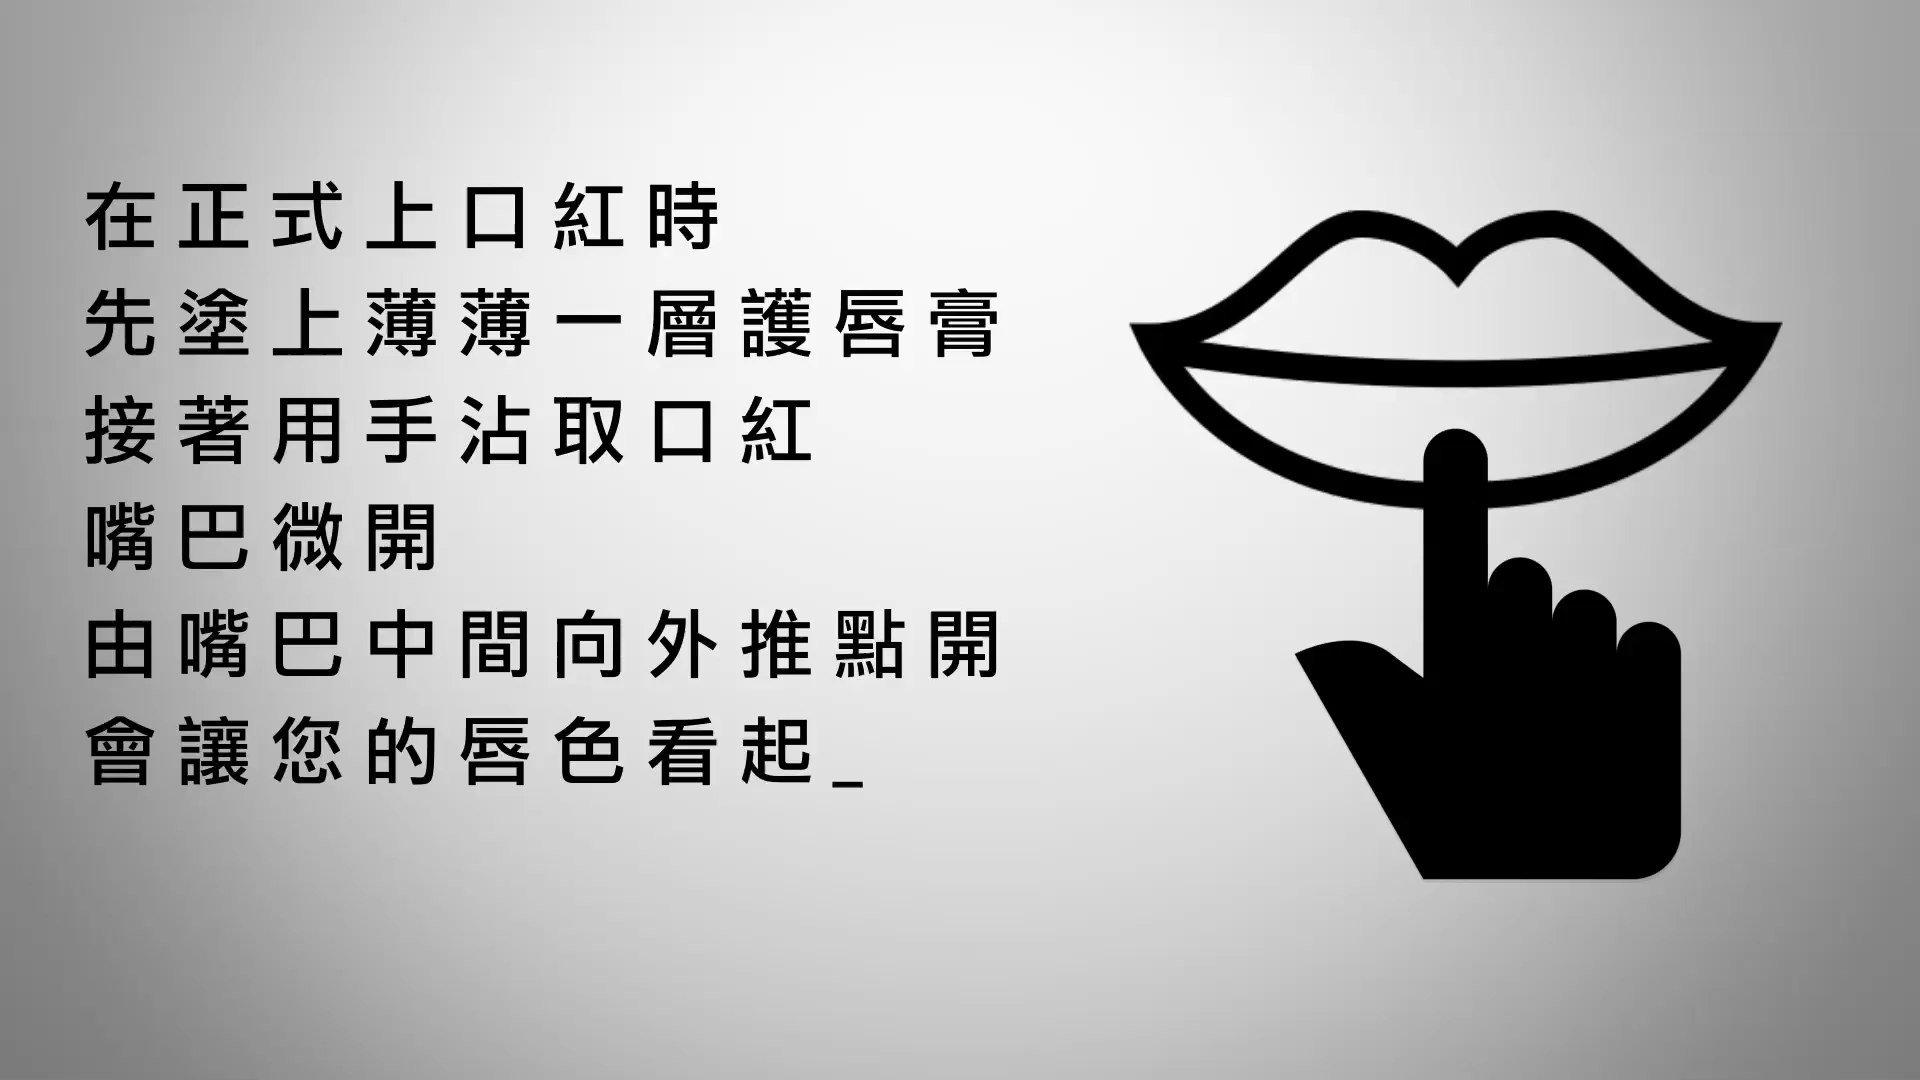 在正式上口紅時
先塗上薄薄一層護唇膏
接著用手沾取口紅
嘴巴微開
由嘴巴中間向外推點開
會讓您的唇色看起_